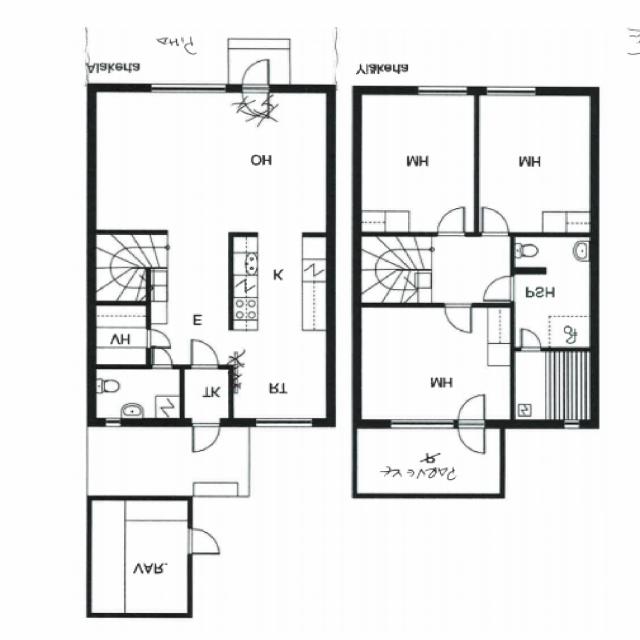 PIHA
Alakerta
Yläkerta
OH
MH
MH
K
E
PSH
VH
TK
RT
MH
PARVEKE
VAR.